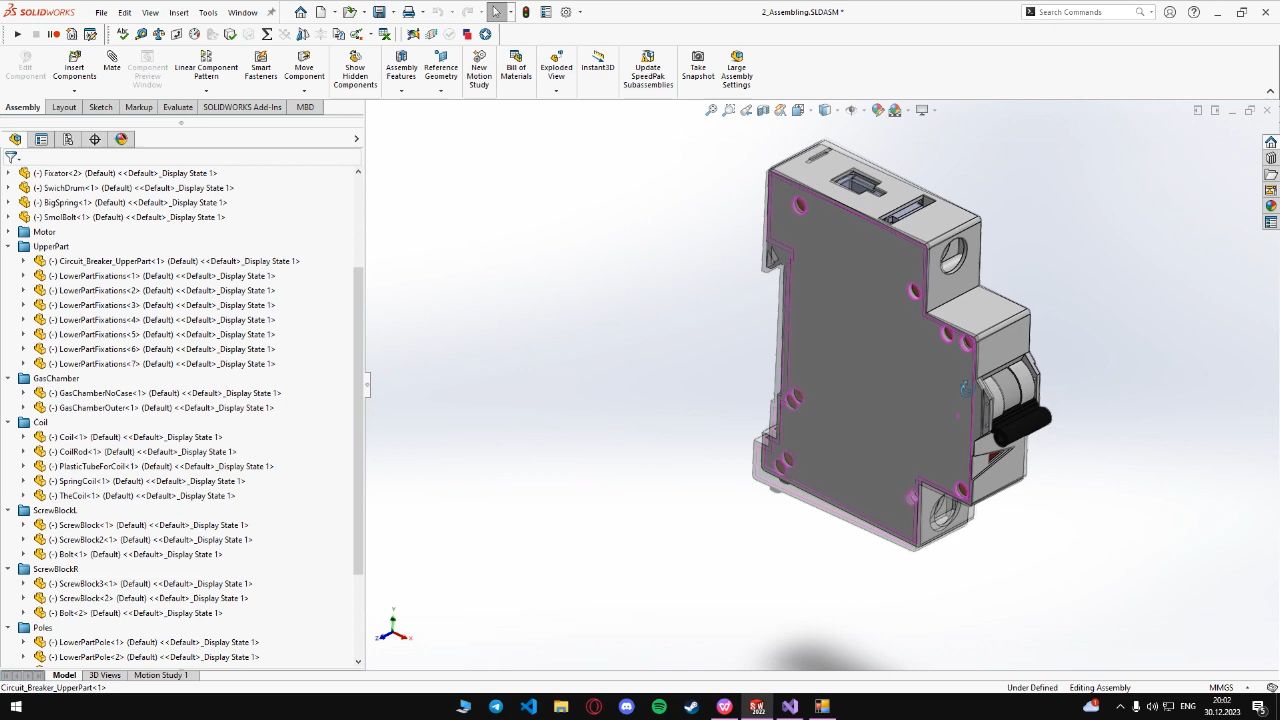 SOLIDWORKS File Edit View Insert Tools Window 2_Assembling.SLDASM * Search Commands
Edit Component
Insert Components
Mate
Component Preview Window
Linear Component Pattern
Smart Fasteners
Move Component
Show Hidden Components
Assembly Features
Reference Geometry
New Motion Study
Bill of Materials
Exploded View
Instant3D
Update SpeedPak Subassemblies
Take Snapshot
Large Assembly Settings
Assembly Layout Sketch Markup Evaluate SOLIDWORKS Add-Ins MBD
(-) Fixator<2> (Default) <<Default>_Display State 1>
(-) SwichDrum<1> (Default) <<Default>_Display State 1>
(-) BigSpring<1> (Default) <<Default>_Display State 1>
(-) SmolBolt<1> (Default) <<Default>_Display State 1>
Motor
UpperPart
(-) Circuit_Breaker_UpperPart<1> (Default) <<Default>_Display State 1>
(-) LowerPartFixations<1> (Default) <<Default>_Display State 1>
(-) LowerPartFixations<2> (Default) <<Default>_Display State 1>
(-) LowerPartFixations<3> (Default) <<Default>_Display State 1>
(-) LowerPartFixations<4> (Default) <<Default>_Display State 1>
(-) LowerPartFixations<5> (Default) <<Default>_Display State 1>
(-) LowerPartFixations<6> (Default) <<Default>_Display State 1>
(-) LowerPartFixations<7> (Default) <<Default>_Display State 1>
GasChamber
(-) GasChamberNoCase<1> (Default) <<Default>_Display State 1>
(-) GasChamberOuter<1> (Default) <<Default>_Display State 1>
Coil
(-) Coil<1> (Default) <<Default>_Display State 1>
(-) CoilRod<1> (Default) <<Default>_Display State 1>
(-) PlasticTubeForCoil<1> (Default) <<Default>_Display State 1>
(-) SpringCoil<1> (Default) <<Default>_Display State 1>
(-) TheCoil<1> (Default) <<Default>_Display State 1>
ScrewBlockL
(-) ScrewBlock<1> (Default) <<Default>_Display State 1>
(-) ScrewBlock2<1> (Default) <<Default>_Display State 1>
(-) Bolt<1> (Default) <<Default>_Display State 1>
ScrewBlockR
(-) ScrewBlock3<1> (Default) <<Default>_Display State 1>
(-) ScrewBlock<2> (Default) <<Default>_Display State 1>
(-) Bolt<2> (Default) <<Default>_Display State 1>
Poles
(-) LowerPartPole<1> (Default) <<Default>_Display State 1>
(-) LowerPartPole<2> (Default) <<Default>_Display State 1>
Y
Z X
Model 3D Views Motion Study 1
Circuit_Breaker_UpperPart<1> Under Defined Editing Assembly MMGS
SW 2022 1 ENG 20:02
30.12.2023